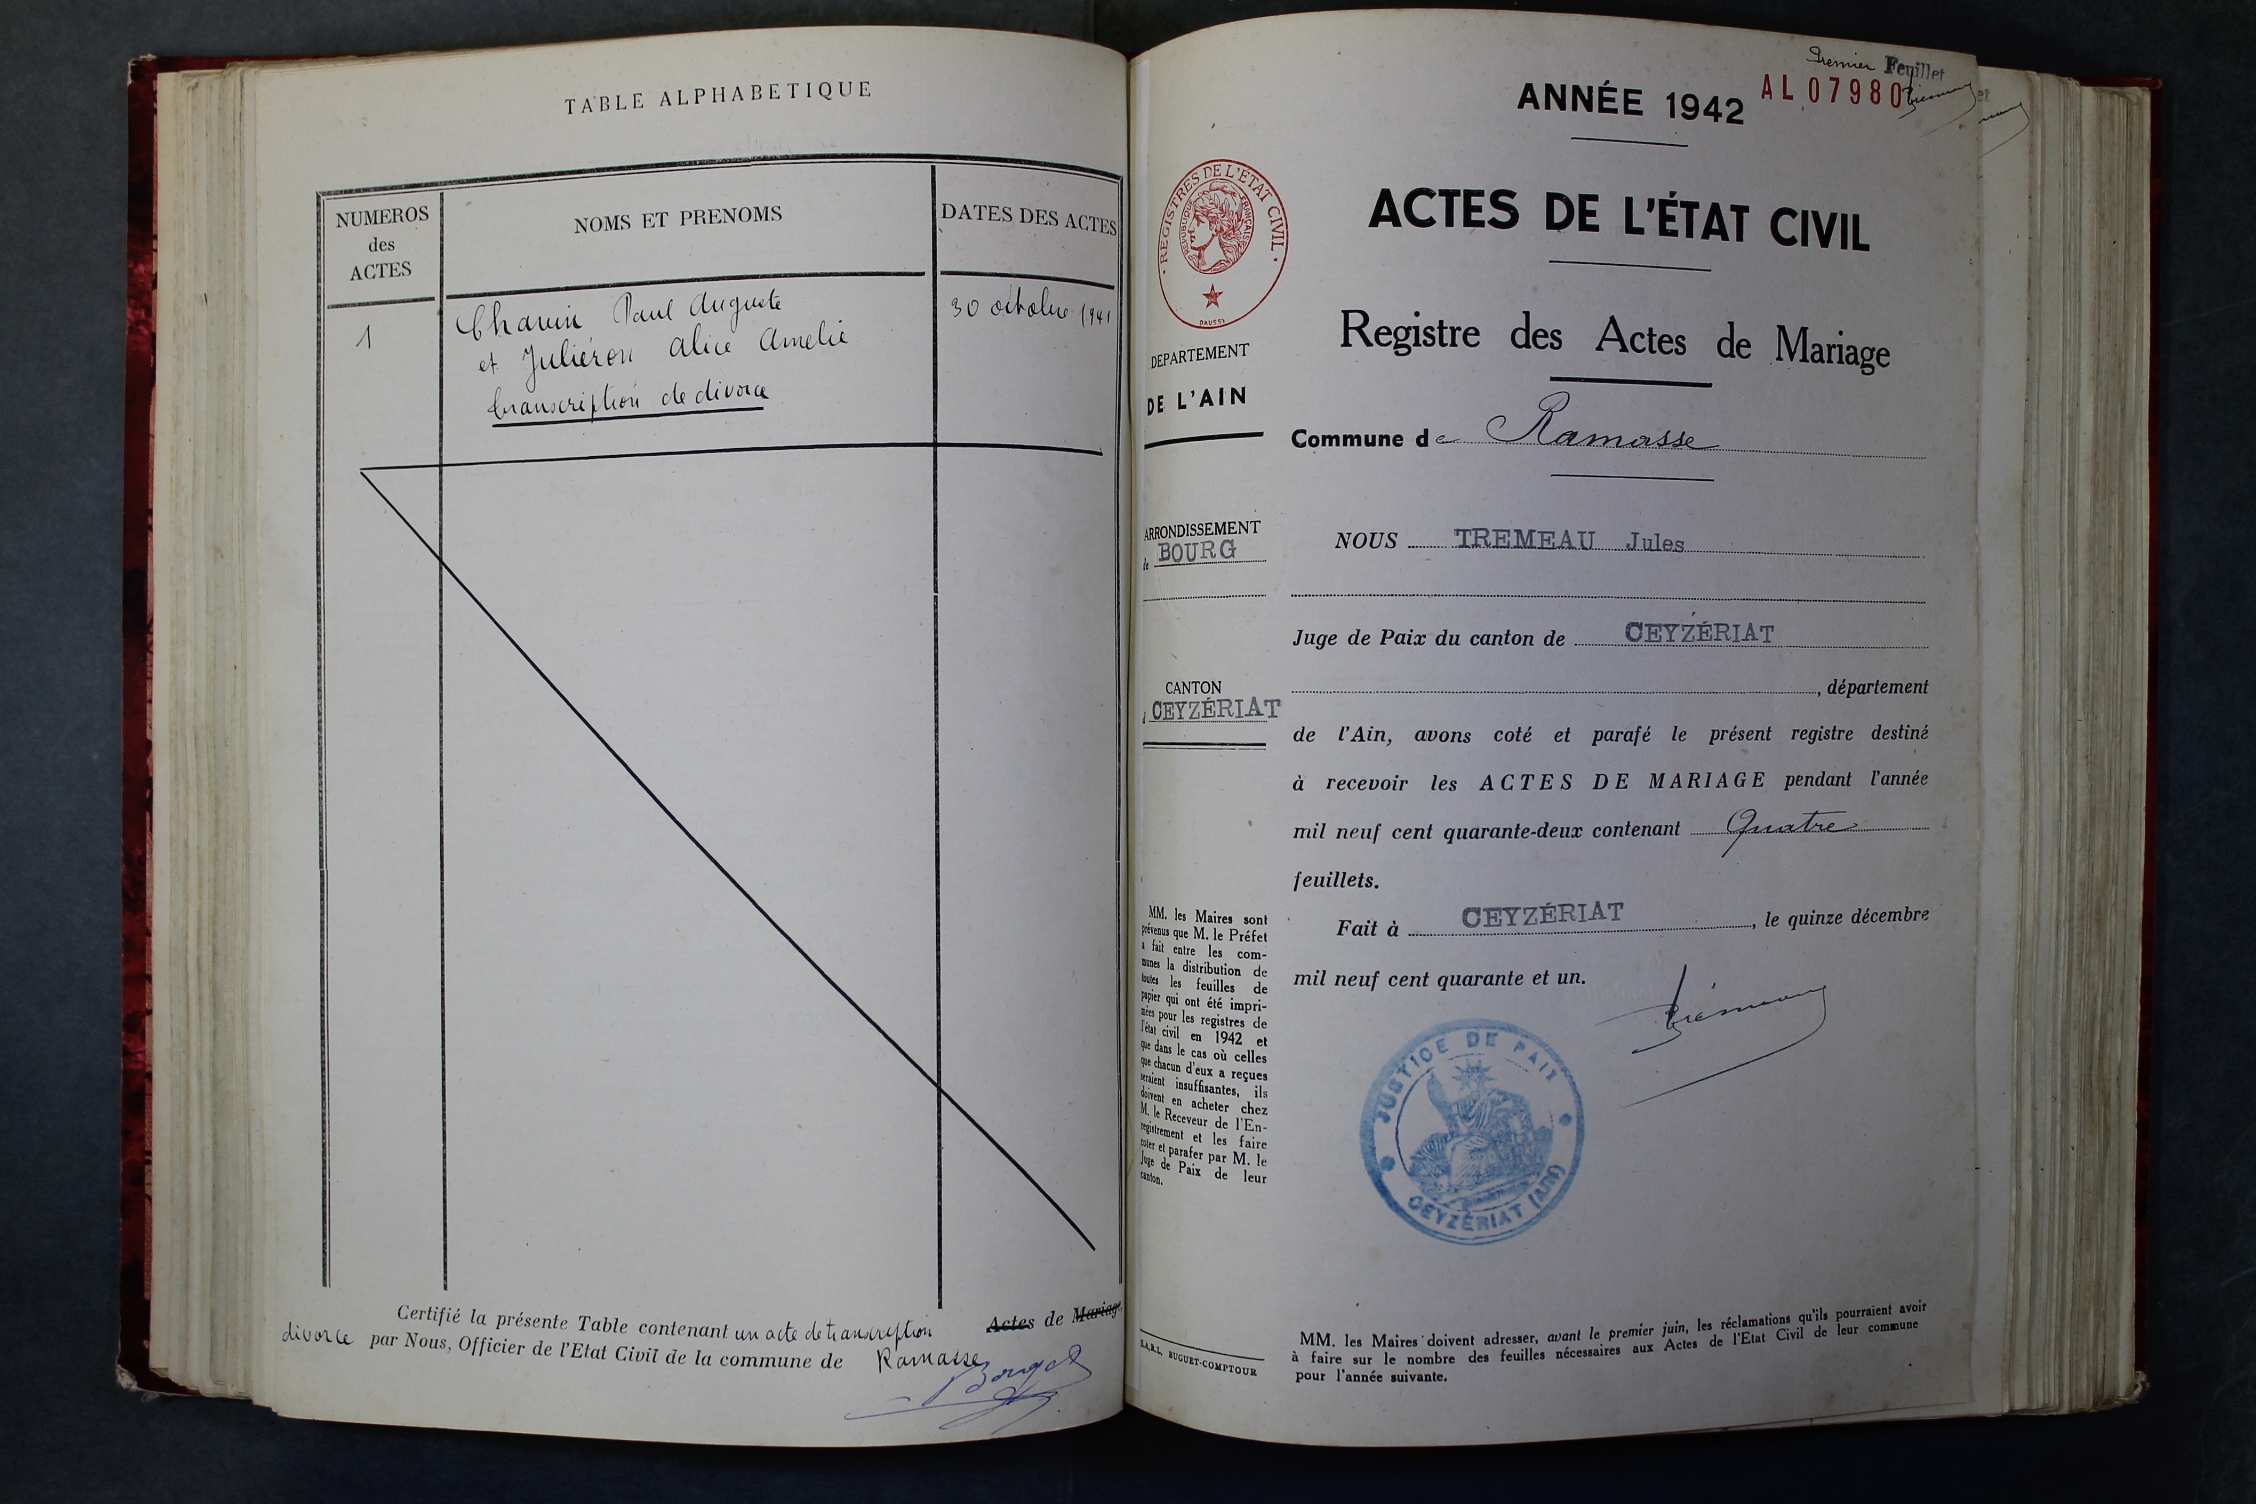 TABLE ALPHABETIQUE
NUMEROS
des
ACTES
NOMS ET PRENOMS
DATES DES ACTES
1
Chavin Paul Auguste
et Juliéron Alice Amelie
transcription de divorce
30 octobre 1941
Certifié la présente Table contenant un acte de transcription Actes de Mariage,
divorce par Nous, Officier de l'Etat Civil de la commune de Ramasse
Premier Feuillet
ANNÉE 1942
AL 07980
REGISTRES DE L'ÉTAT CIVIL
RÉPUBLIQUE FRANÇAISE
DAUSSY
ACTES DE L'ÉTAT CIVIL
Registre des Actes de Mariage
DEPARTEMENT
DE L'AIN
Commune de Ramasse
ARRONDISSEMENT
de BOURG
NOUS TREMEAU Jules
Juge de Paix du canton de CEYZÉRIAT
CANTON
CEYZÉRIAT
, département
de l'Ain, avons coté et parafé le présent registre destiné
à recevoir les ACTES DE MARIAGE pendant l'année
mil neuf cent quarante-deux contenant Quatre
feuillets.
Fait à CEYZÉRIAT, le quinze décembre
mil neuf cent quarante et un.
MM. les Maires sont
prévenus que M. le Préfet
a fait entre les com-
munes la distribution de
toutes les feuilles de
papier qui ont été impri-
mées pour les registres de
l'état civil en 1942 et
que dans le cas où celles
que chacun d'eux a reçues
seraient insuffisantes, ils
doivent en acheter chez
M. le Receveur de l'En-
registrement et les faire
coter et parafer par M. le
Juge de Paix de leur
canton.
JUSTICE DE PAIX
CEYZÉRIAT (AIN)
S.A.R.L. BUGUET-COMPTOUR
MM. les Maires doivent adresser, avant le premier juin, les réclamations qu'ils pourraient avoir
à faire sur le nombre des feuilles nécessaires aux Actes de l'Etat Civil de leur commune
pour l'année suivante.